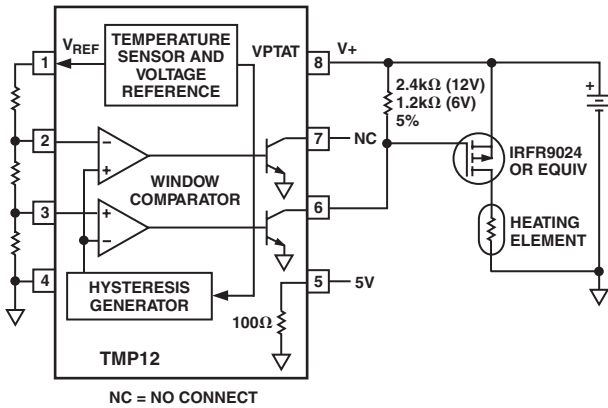 VREF
TEMPERATURE
SENSOR AND
VOLTAGE
REFERENCE
VPTAT
V+
1
8
2.4kΩ (12V)
1.2kΩ (6V)
5%
+
2
–
7
NC
IRFR9024
OR EQUIV
+
WINDOW
COMPARATOR
3
+
–
6
HEATING
ELEMENT
4
HYSTERESIS
GENERATOR
5
5V
100Ω
TMP12
NC = NO CONNECT